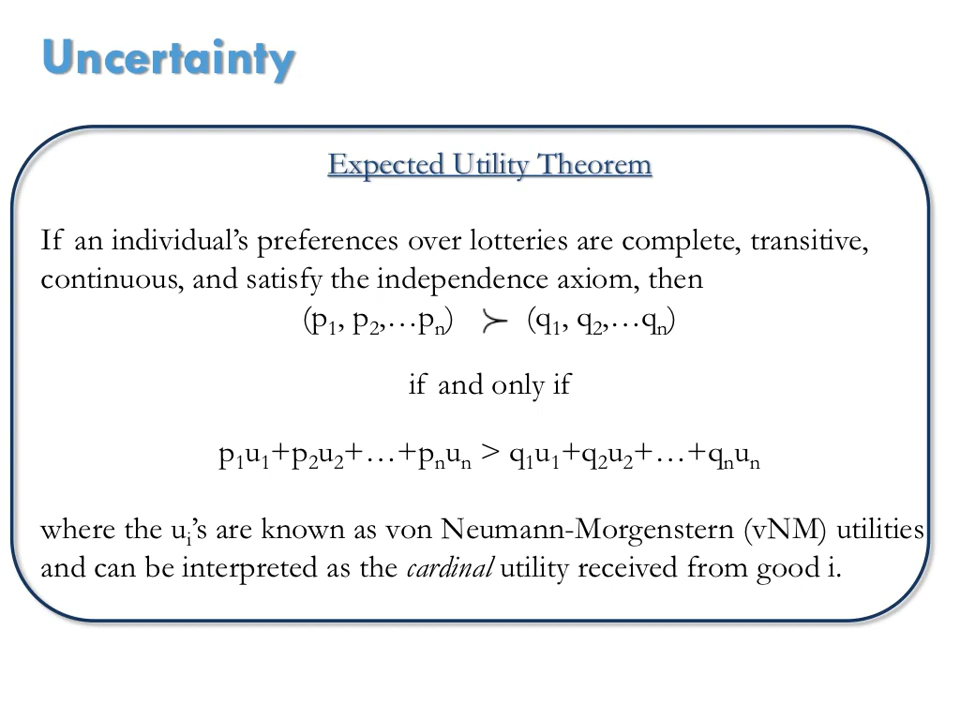 Uncertainty
Expected Utility Theorem
If an individual’s preferences over lotteries are complete, transitive,
continuous, and satisfy the independence axiom, then
(p₁, p₂,…pₙ) ≻ (q₁, q₂,…qₙ)
if and only if
p₁u₁+p₂u₂+…+pₙuₙ > q₁u₁+q₂u₂+…+qₙuₙ
where the uᵢ’s are known as von Neumann-Morgenstern (vNM) utilities
and can be interpreted as the cardinal utility received from good i.